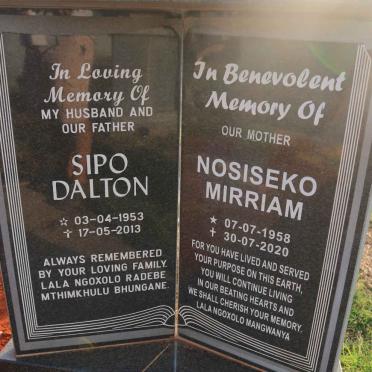 In Loving
Memory Of
MY HUSBAND AND
OUR FATHER
SIPO
DALTON
☆ 03-04-1953
✝ 17-05-2013
ALWAYS REMEMBERED
BY YOUR LOVING FAMILY.
LALA NGOXOLO RADEBE
MTHIMKHULU BHUNGANE.
In Benevolent
Memory Of
OUR MOTHER
NOSISEKO
MIRRIAM
★ 07-07-1958
✝ 30-07-2020
FOR YOU HAVE LIVED AND SERVED
YOUR PURPOSE ON THIS EARTH,
YOU WILL CONTINUE LIVING
IN OUR BEATING HEARTS AND
WE SHALL CHERISH YOUR MEMORY.
LALA NGOXOLO MANGWANYA